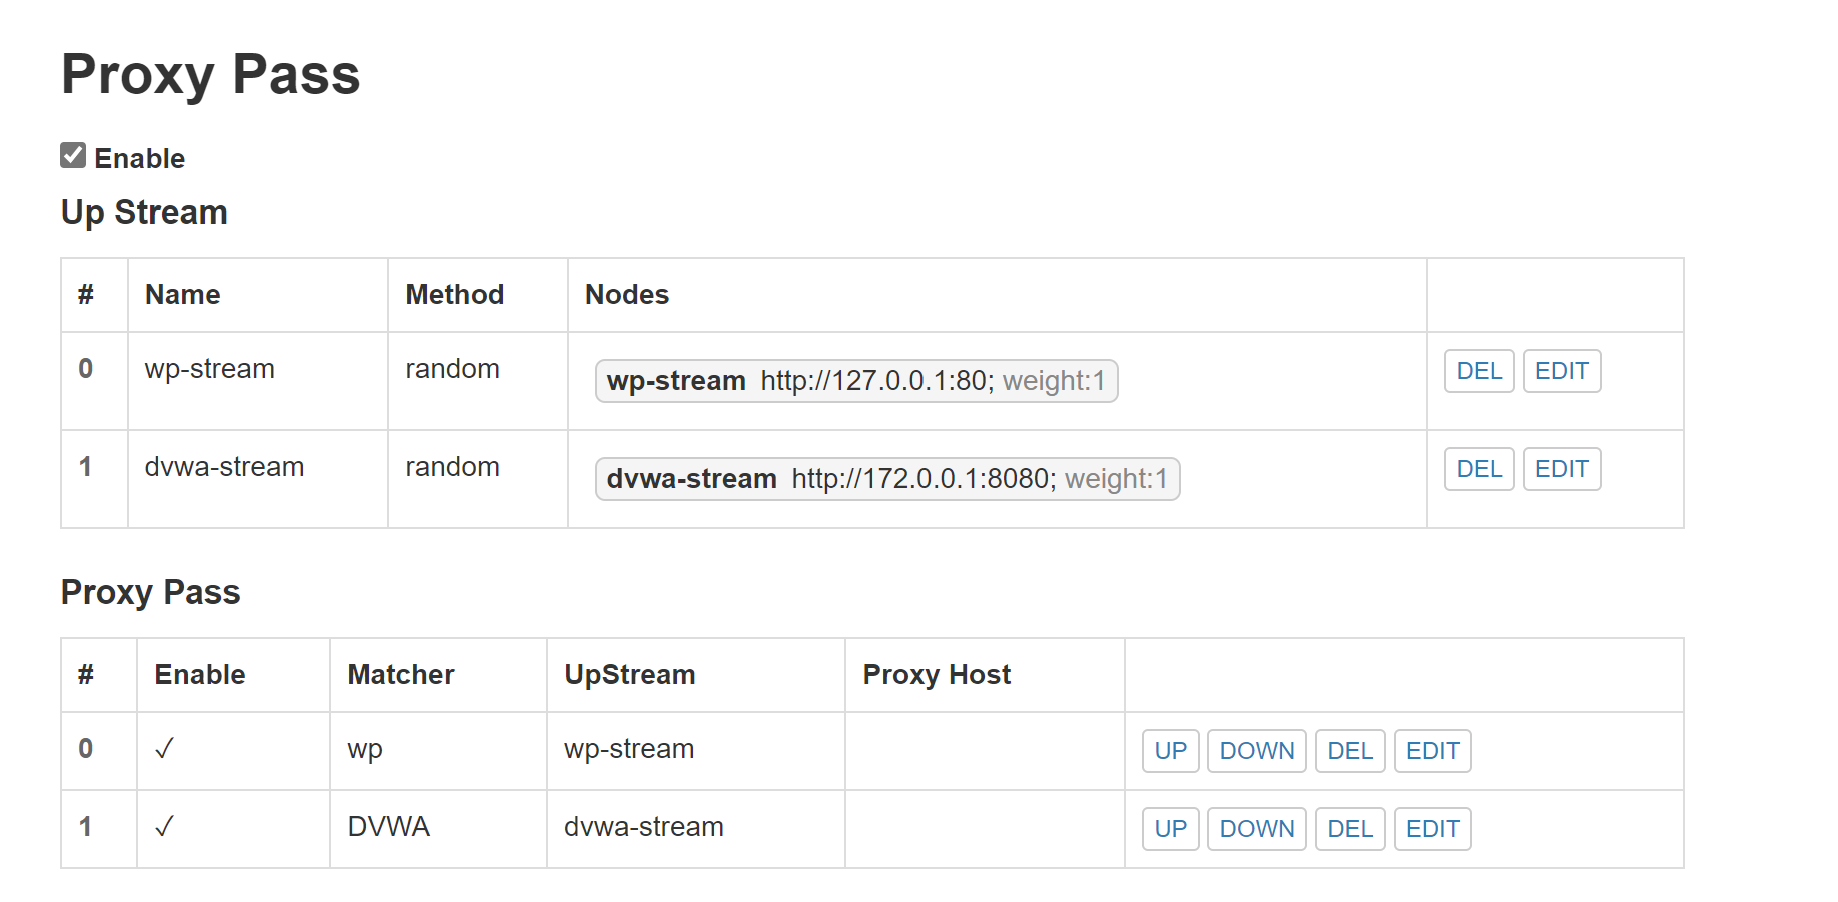 Proxy Pass
Enable
Up Stream
# Name Method Nodes
0 wp-stream random wp-stream http://127.0.0.1:80; weight:1 DEL EDIT
1 dvwa-stream random dvwa-stream http://172.0.0.1:8080; weight:1 DEL EDIT
Proxy Pass
# Enable Matcher UpStream Proxy Host
0 ✓ wp wp-stream UP DOWN DEL EDIT
1 ✓ DVWA dvwa-stream UP DOWN DEL EDIT